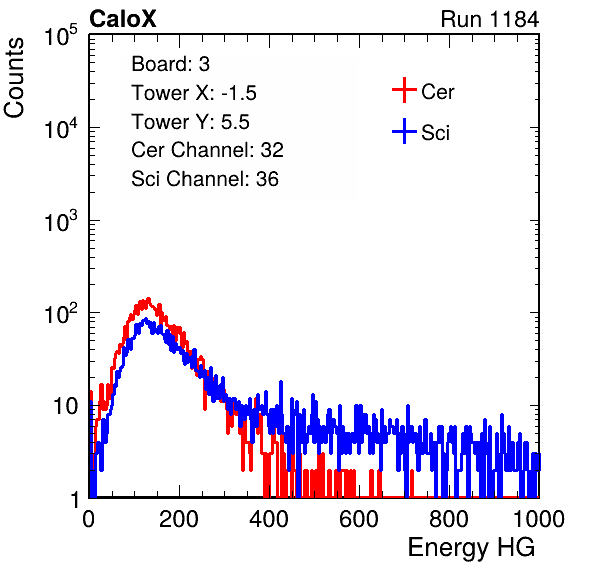 CaloX Run 1184
Counts
Board: 3
Tower X: -1.5
Tower Y: 5.5
Cer Channel: 32
Sci Channel: 36
Cer
Sci
10^5
10^4
10^3
10^2
10
1
0 200 400 600 800 1000
Energy HG